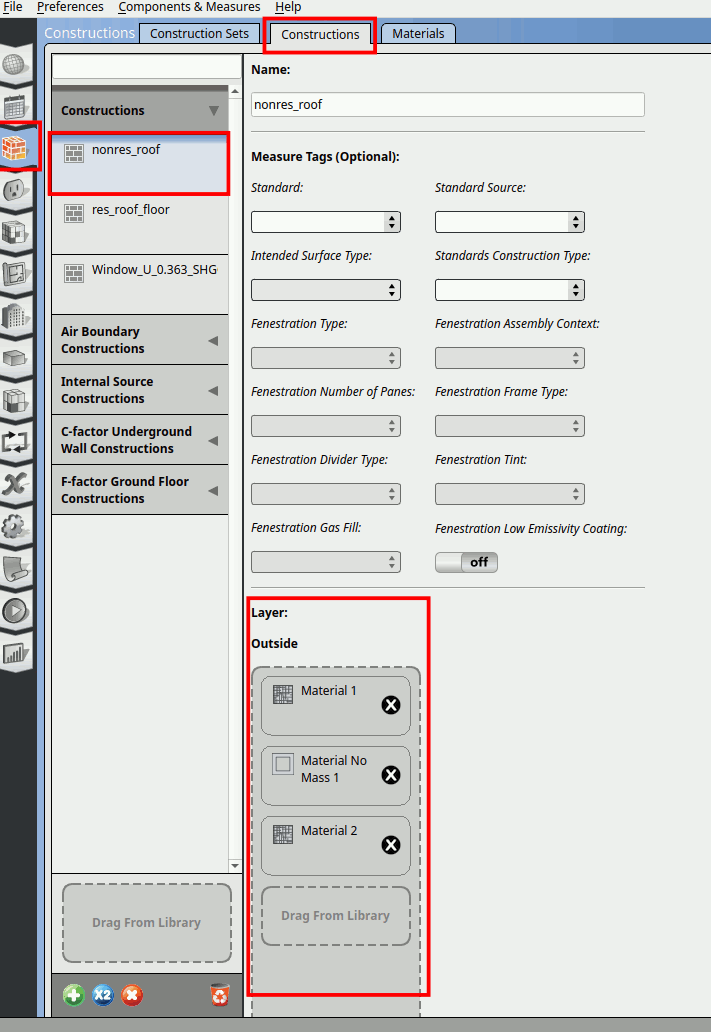 File Preferences Components & Measures Help
Constructions Construction Sets Constructions Materials
Constructions
nonres_roof
res_roof_floor
Window_U_0.363_SHG
Air Boundary
Constructions
Internal Source
Constructions
C-factor Underground
Wall Constructions
F-factor Ground Floor
Constructions
Drag From Library
X2
Name:
nonres_roof
Measure Tags (Optional):
Standard: Standard Source:
Intended Surface Type: Standards Construction Type:
Fenestration Type: Fenestration Assembly Context:
Fenestration Number of Panes: Fenestration Frame Type:
Fenestration Divider Type: Fenestration Tint:
Fenestration Gas Fill: Fenestration Low Emissivity Coating:
off
Layer:
Outside
Material 1
Material No
Mass 1
Material 2
Drag From Library